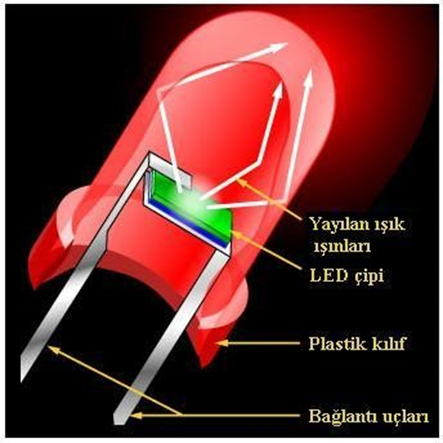 Yayılan ışık
ışınları
LED çipi
Plastik kılıf
Bağlantı uçları